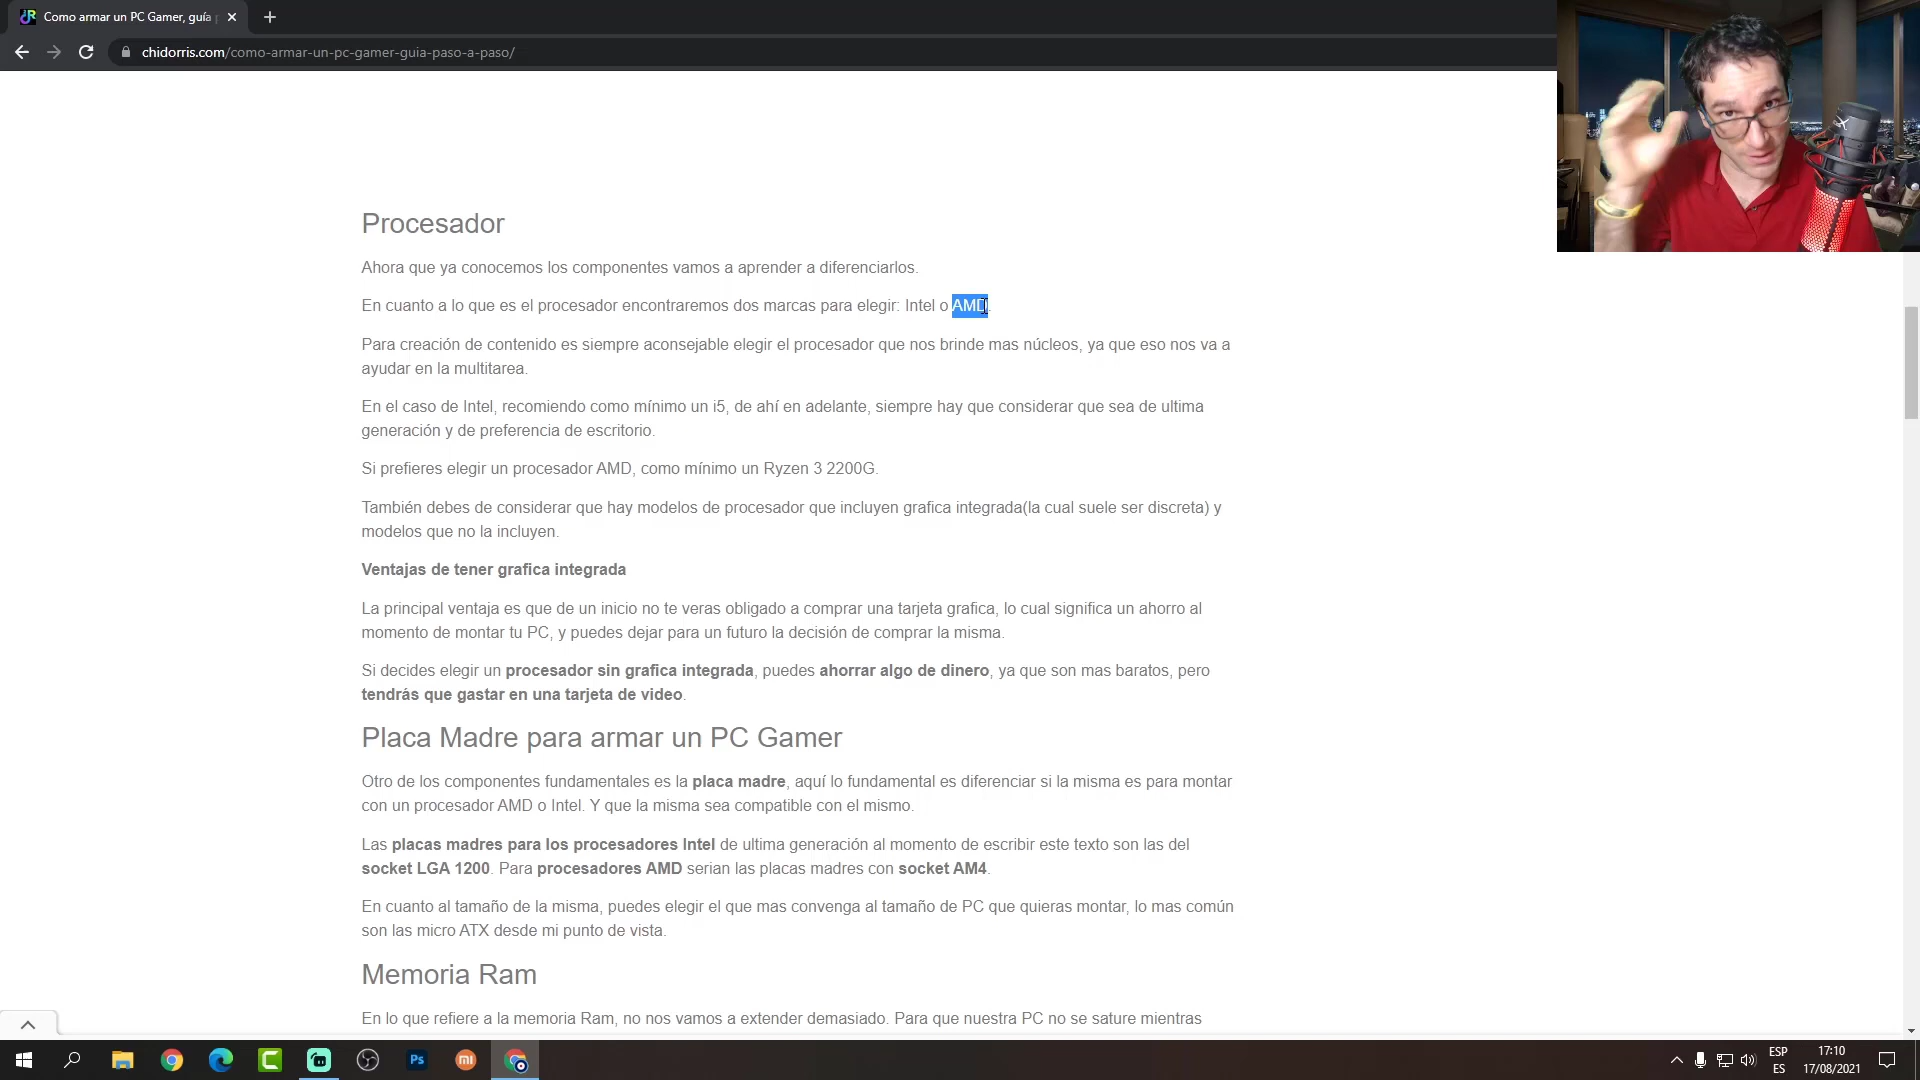 Como armar un PC Gamer, guía p
chidorris.com/como-armar-un-pc-gamer-guia-paso-a-paso/
Procesador
Ahora que ya conocemos los componentes vamos a aprender a diferenciarlos.
En cuanto a lo que es el procesador encontraremos dos marcas para elegir: Intel o AMD.
Para creación de contenido es siempre aconsejable elegir el procesador que nos brinde mas núcleos, ya que eso nos va a
ayudar en la multitarea.
En el caso de Intel, recomiendo como mínimo un i5, de ahí en adelante, siempre hay que considerar que sea de ultima
generación y de preferencia de escritorio.
Si prefieres elegir un procesador AMD, como mínimo un Ryzen 3 2200G.
También debes de considerar que hay modelos de procesador que incluyen grafica integrada(la cual suele ser discreta) y
modelos que no la incluyen.
Ventajas de tener grafica integrada
La principal ventaja es que de un inicio no te veras obligado a comprar una tarjeta grafica, lo cual significa un ahorro al
momento de montar tu PC, y puedes dejar para un futuro la decisión de comprar la misma.
Si decides elegir un procesador sin grafica integrada, puedes ahorrar algo de dinero, ya que son mas baratos, pero
tendrás que gastar en una tarjeta de video.
Placa Madre para armar un PC Gamer
Otro de los componentes fundamentales es la placa madre, aquí lo fundamental es diferenciar si la misma es para montar
con un procesador AMD o Intel. Y que la misma sea compatible con el mismo.
Las placas madres para los procesadores Intel de ultima generación al momento de escribir este texto son las del
socket LGA 1200. Para procesadores AMD serian las placas madres con socket AM4.
En cuanto al tamaño de la misma, puedes elegir el que mas convenga al tamaño de PC que quieras montar, lo mas común
son las micro ATX desde mi punto de vista.
Memoria Ram
En lo que refiere a la memoria Ram, no nos vamos a extender demasiado. Para que nuestra PC no se sature mientras
Ps
mi
ESP
ES
17:10
17/08/2021